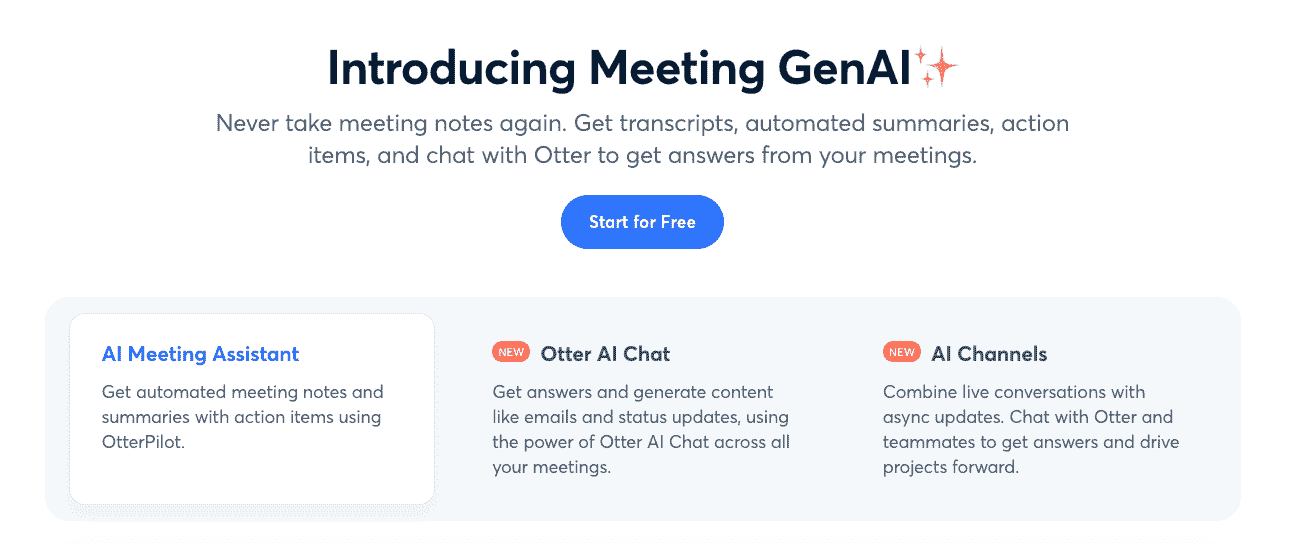 Introducing Meeting GenAI
Never take meeting notes again. Get transcripts, automated summaries, action
items, and chat with Otter to get answers from your meetings.
Start for Free
AI Meeting Assistant
Get automated meeting notes and
summaries with action items using
OtterPilot.
NEW Otter AI Chat
Get answers and generate content
like emails and status updates, using
the power of Otter AI Chat across all
your meetings.
NEW AI Channels
Combine live conversations with
async updates. Chat with Otter and
teammates to get answers and drive
projects forward.